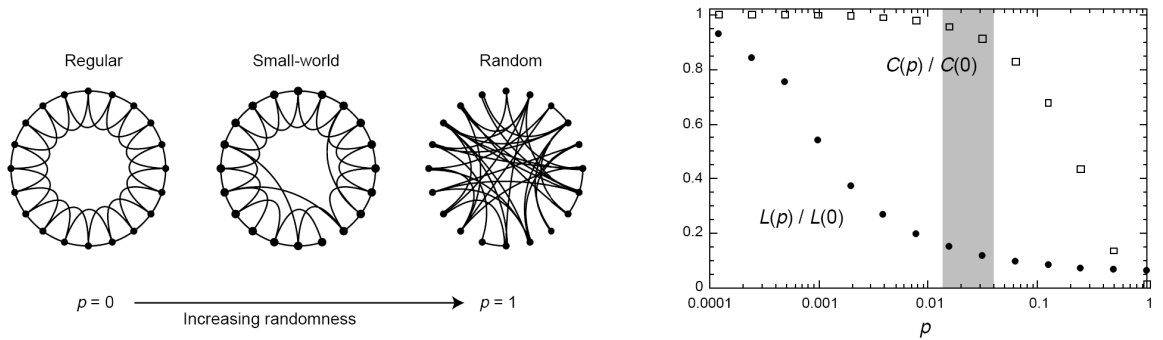 Regular
Small-world
Random
p = 0
p = 1
Increasing randomness
1
0.8
0.6
0.4
0.2
0
C(p) / C(0)
L(p) / L(0)
0.0001
0.001
0.01
0.1
1
p